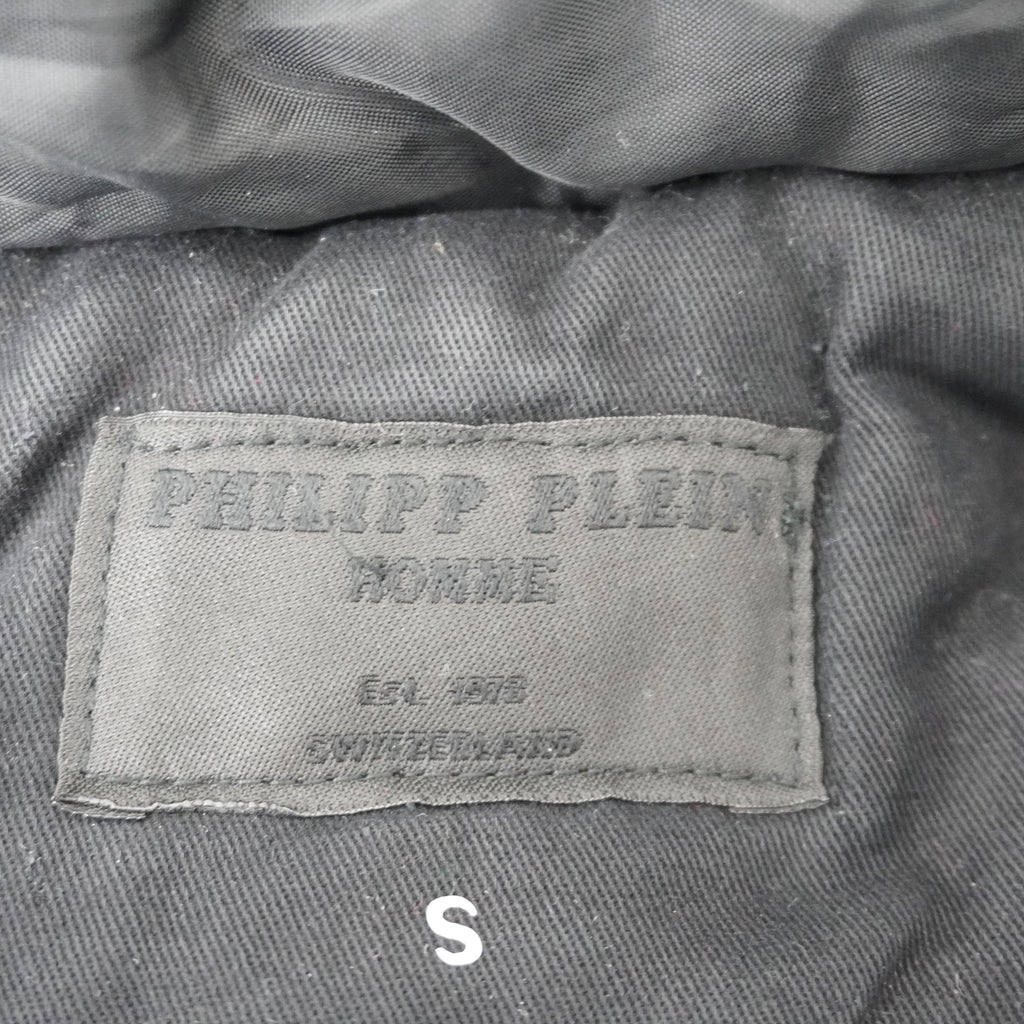 PHILIPP PLEIN
HOMME
Est. 1978
SWITZERLAND
S